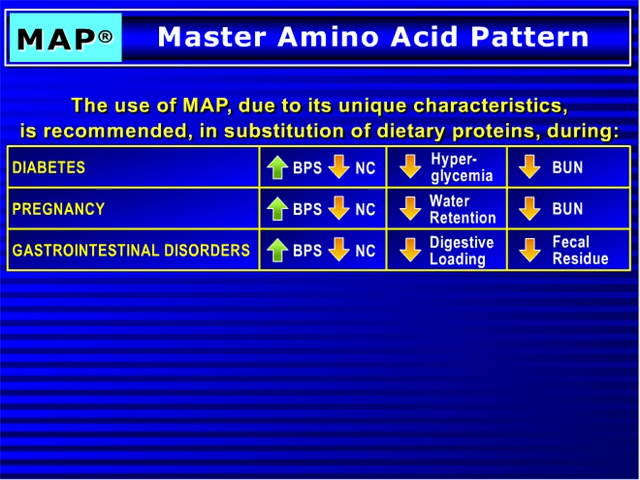 MAP® Master Amino Acid Pattern
The use of MAP, due to its unique characteristics,
is recommended, in substitution of dietary proteins, during:
DIABETES BPS NC Hyper-glycemia BUN
PREGNANCY BPS NC Water Retention BUN
GASTROINTESTINAL DISORDERS BPS NC Digestive Loading Fecal Residue